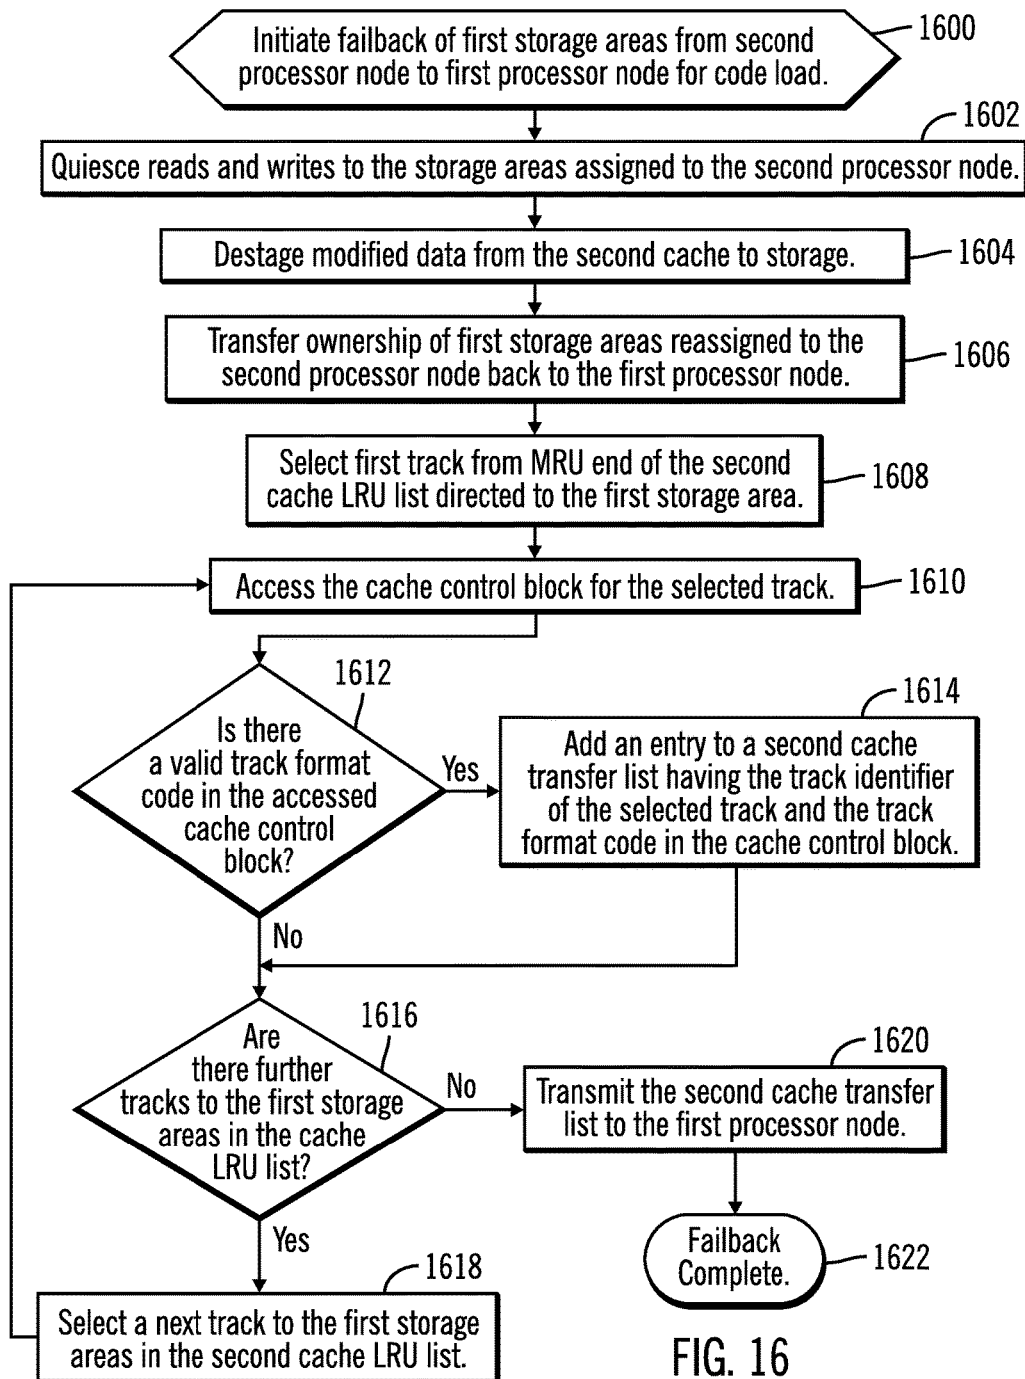 1600
Initiate failback of first storage areas from second
processor node to first processor node for code load.
1602
Quiesce reads and writes to the storage areas assigned to the second processor node.
Destage modified data from the second cache to storage.
1604
Transfer ownership of first storage areas reassigned to the
second processor node back to the first processor node.
1606
Select first track from MRU end of the second
cache LRU list directed to the first storage area.
1608
Access the cache control block for the selected track.
1610
1612
Is there
a valid track format
code in the accessed
cache control
block?
Yes
No
1614
Add an entry to a second cache
transfer list having the track identifier
of the selected track and the track
format code in the cache control block.
1616
Are
there further
tracks to the first storage
areas in the cache
LRU list?
No
Yes
1620
Transmit the second cache transfer
list to the first processor node.
Failback
Complete.
1622
1618
Select a next track to the first storage
areas in the second cache LRU list.
FIG. 16